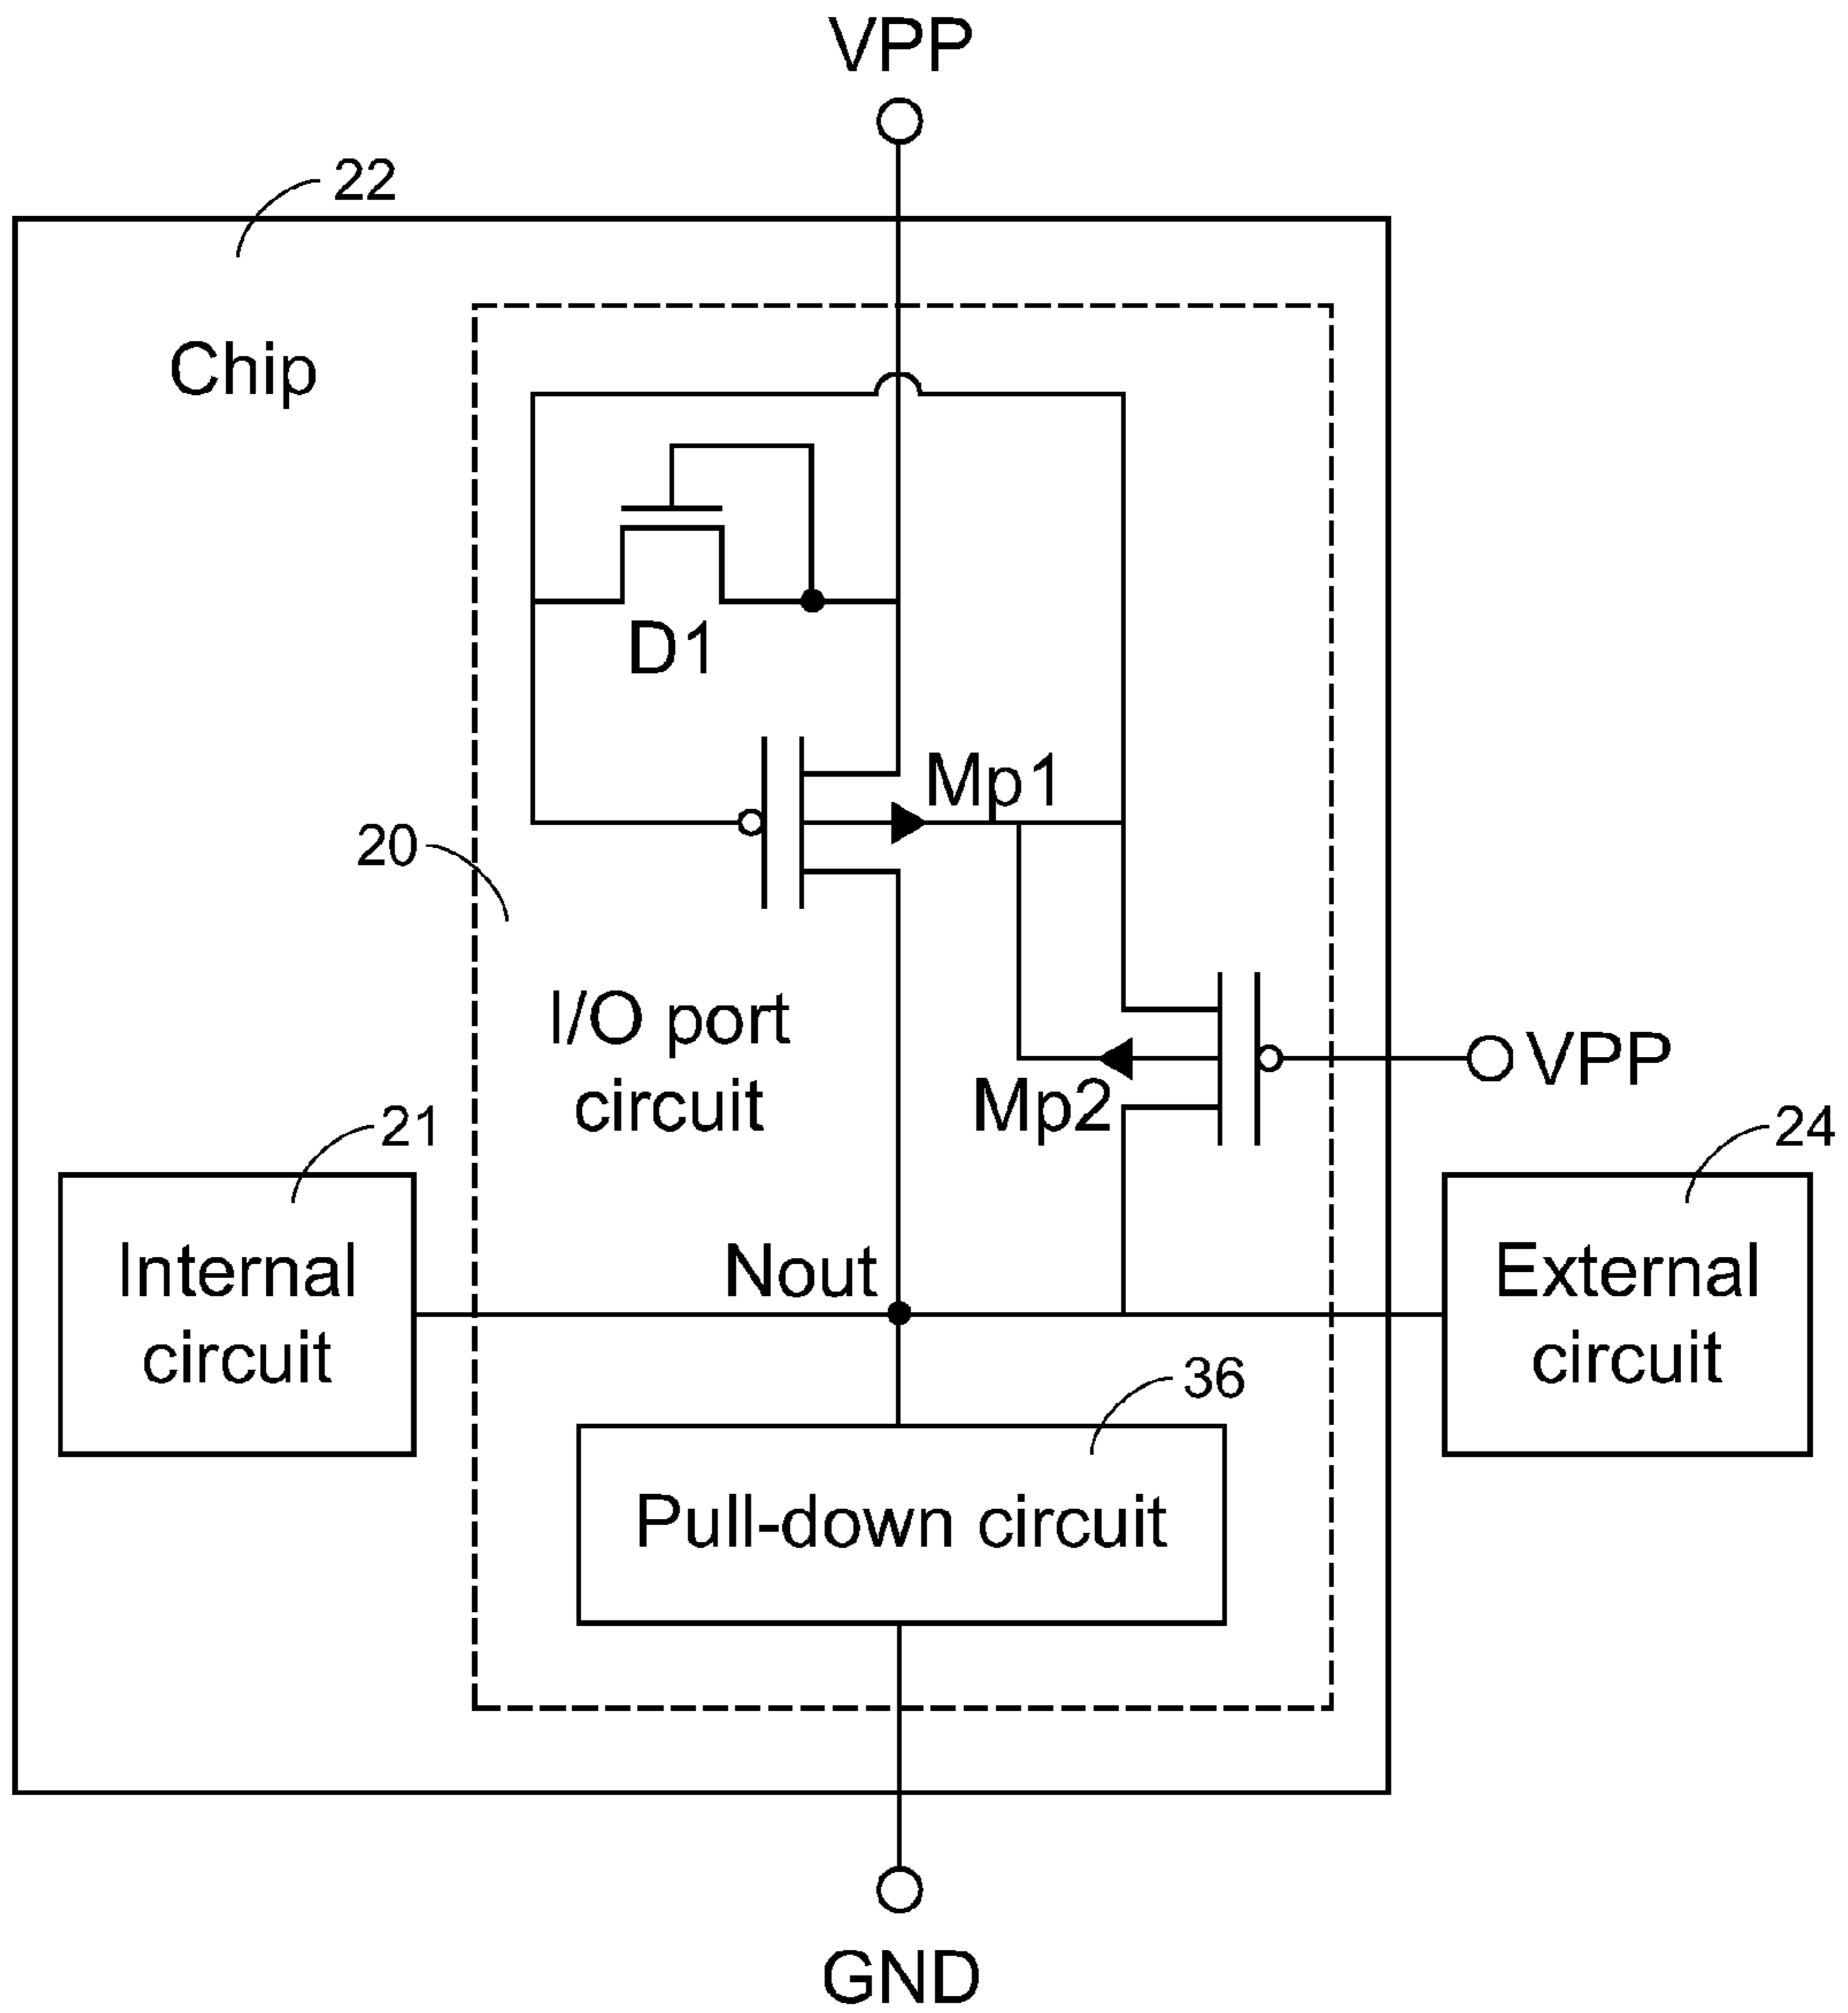 VPP
22
Chip
D1
Mp1
20
I/O port
circuit
Mp2
VPP
21
24
Internal
circuit
Nout
External
circuit
36
Pull-down circuit
GND